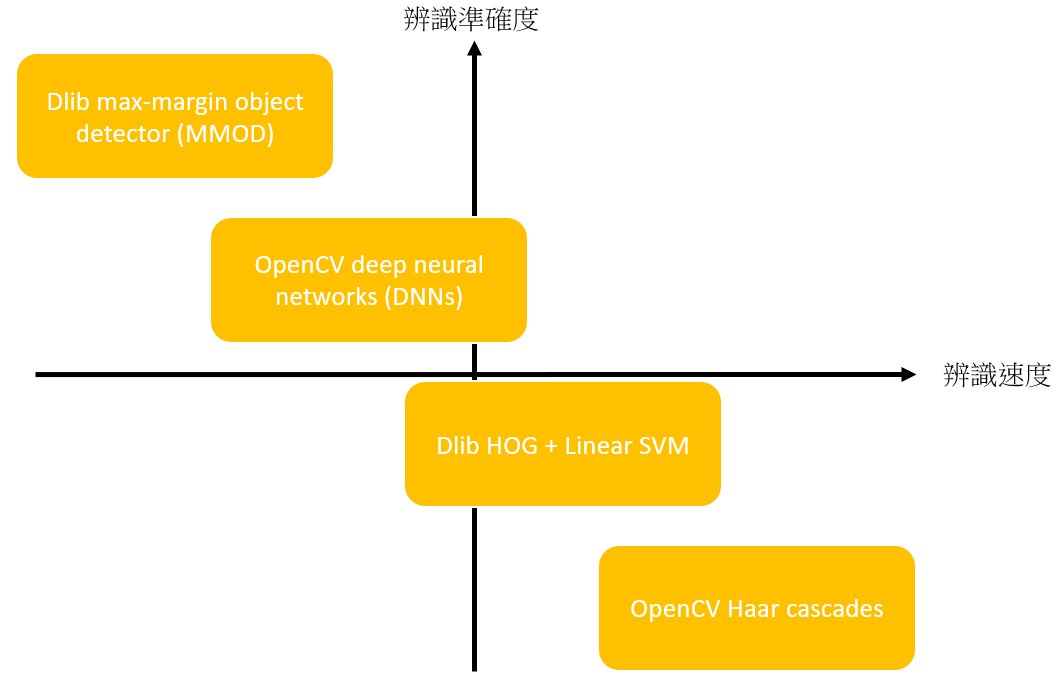 辨識準確度
Dlib max-margin object
detector (MMOD)
OpenCV deep neural
networks (DNNs)
辨識速度
Dlib HOG + Linear SVM
OpenCV Haar cascades